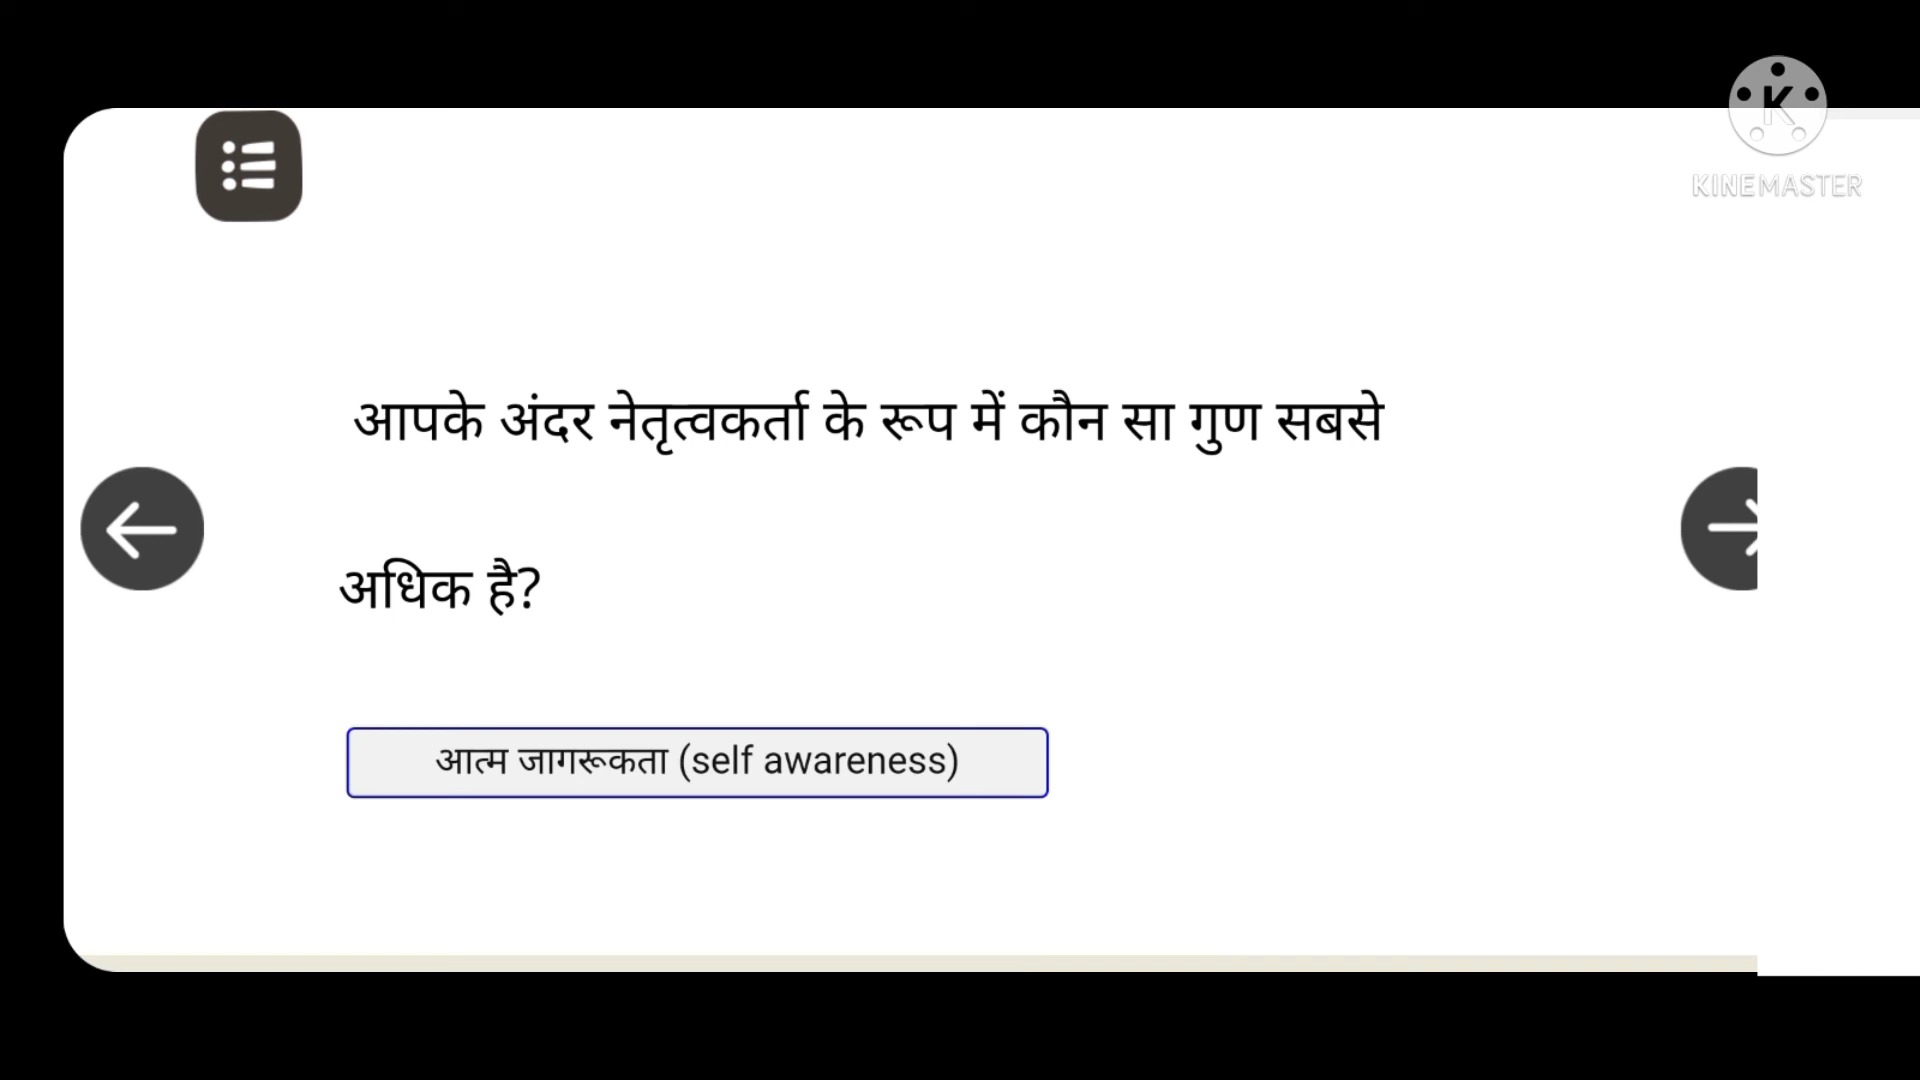 K
KINEMASTER
आपके अंदर नेतृत्वकर्ता के रूप में कौन सा गुण सबसे
अधिक है?
आत्म जागरूकता (self awareness)